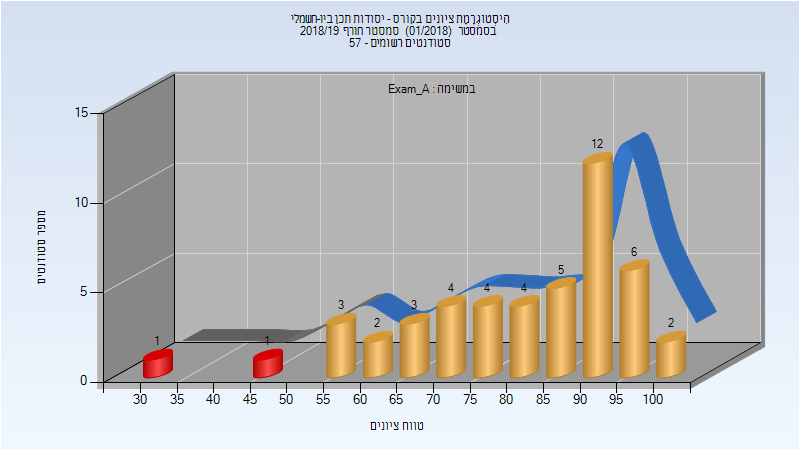 היסטוגרמת ציונים בקורס - יסודות תכן ביו-חשמלי
בסמסטר (01/2018) סמסטר חורף 2018/19
סטודנטים רשומים - 57
במשימה : Exam_A
מספר סטודנטים
15
10
5
0
1
1
3
2
3
4
4
4
5
12
6
2
30 35 40 45 50 55 60 65 70 75 80 85 90 95 100
טווח ציונים